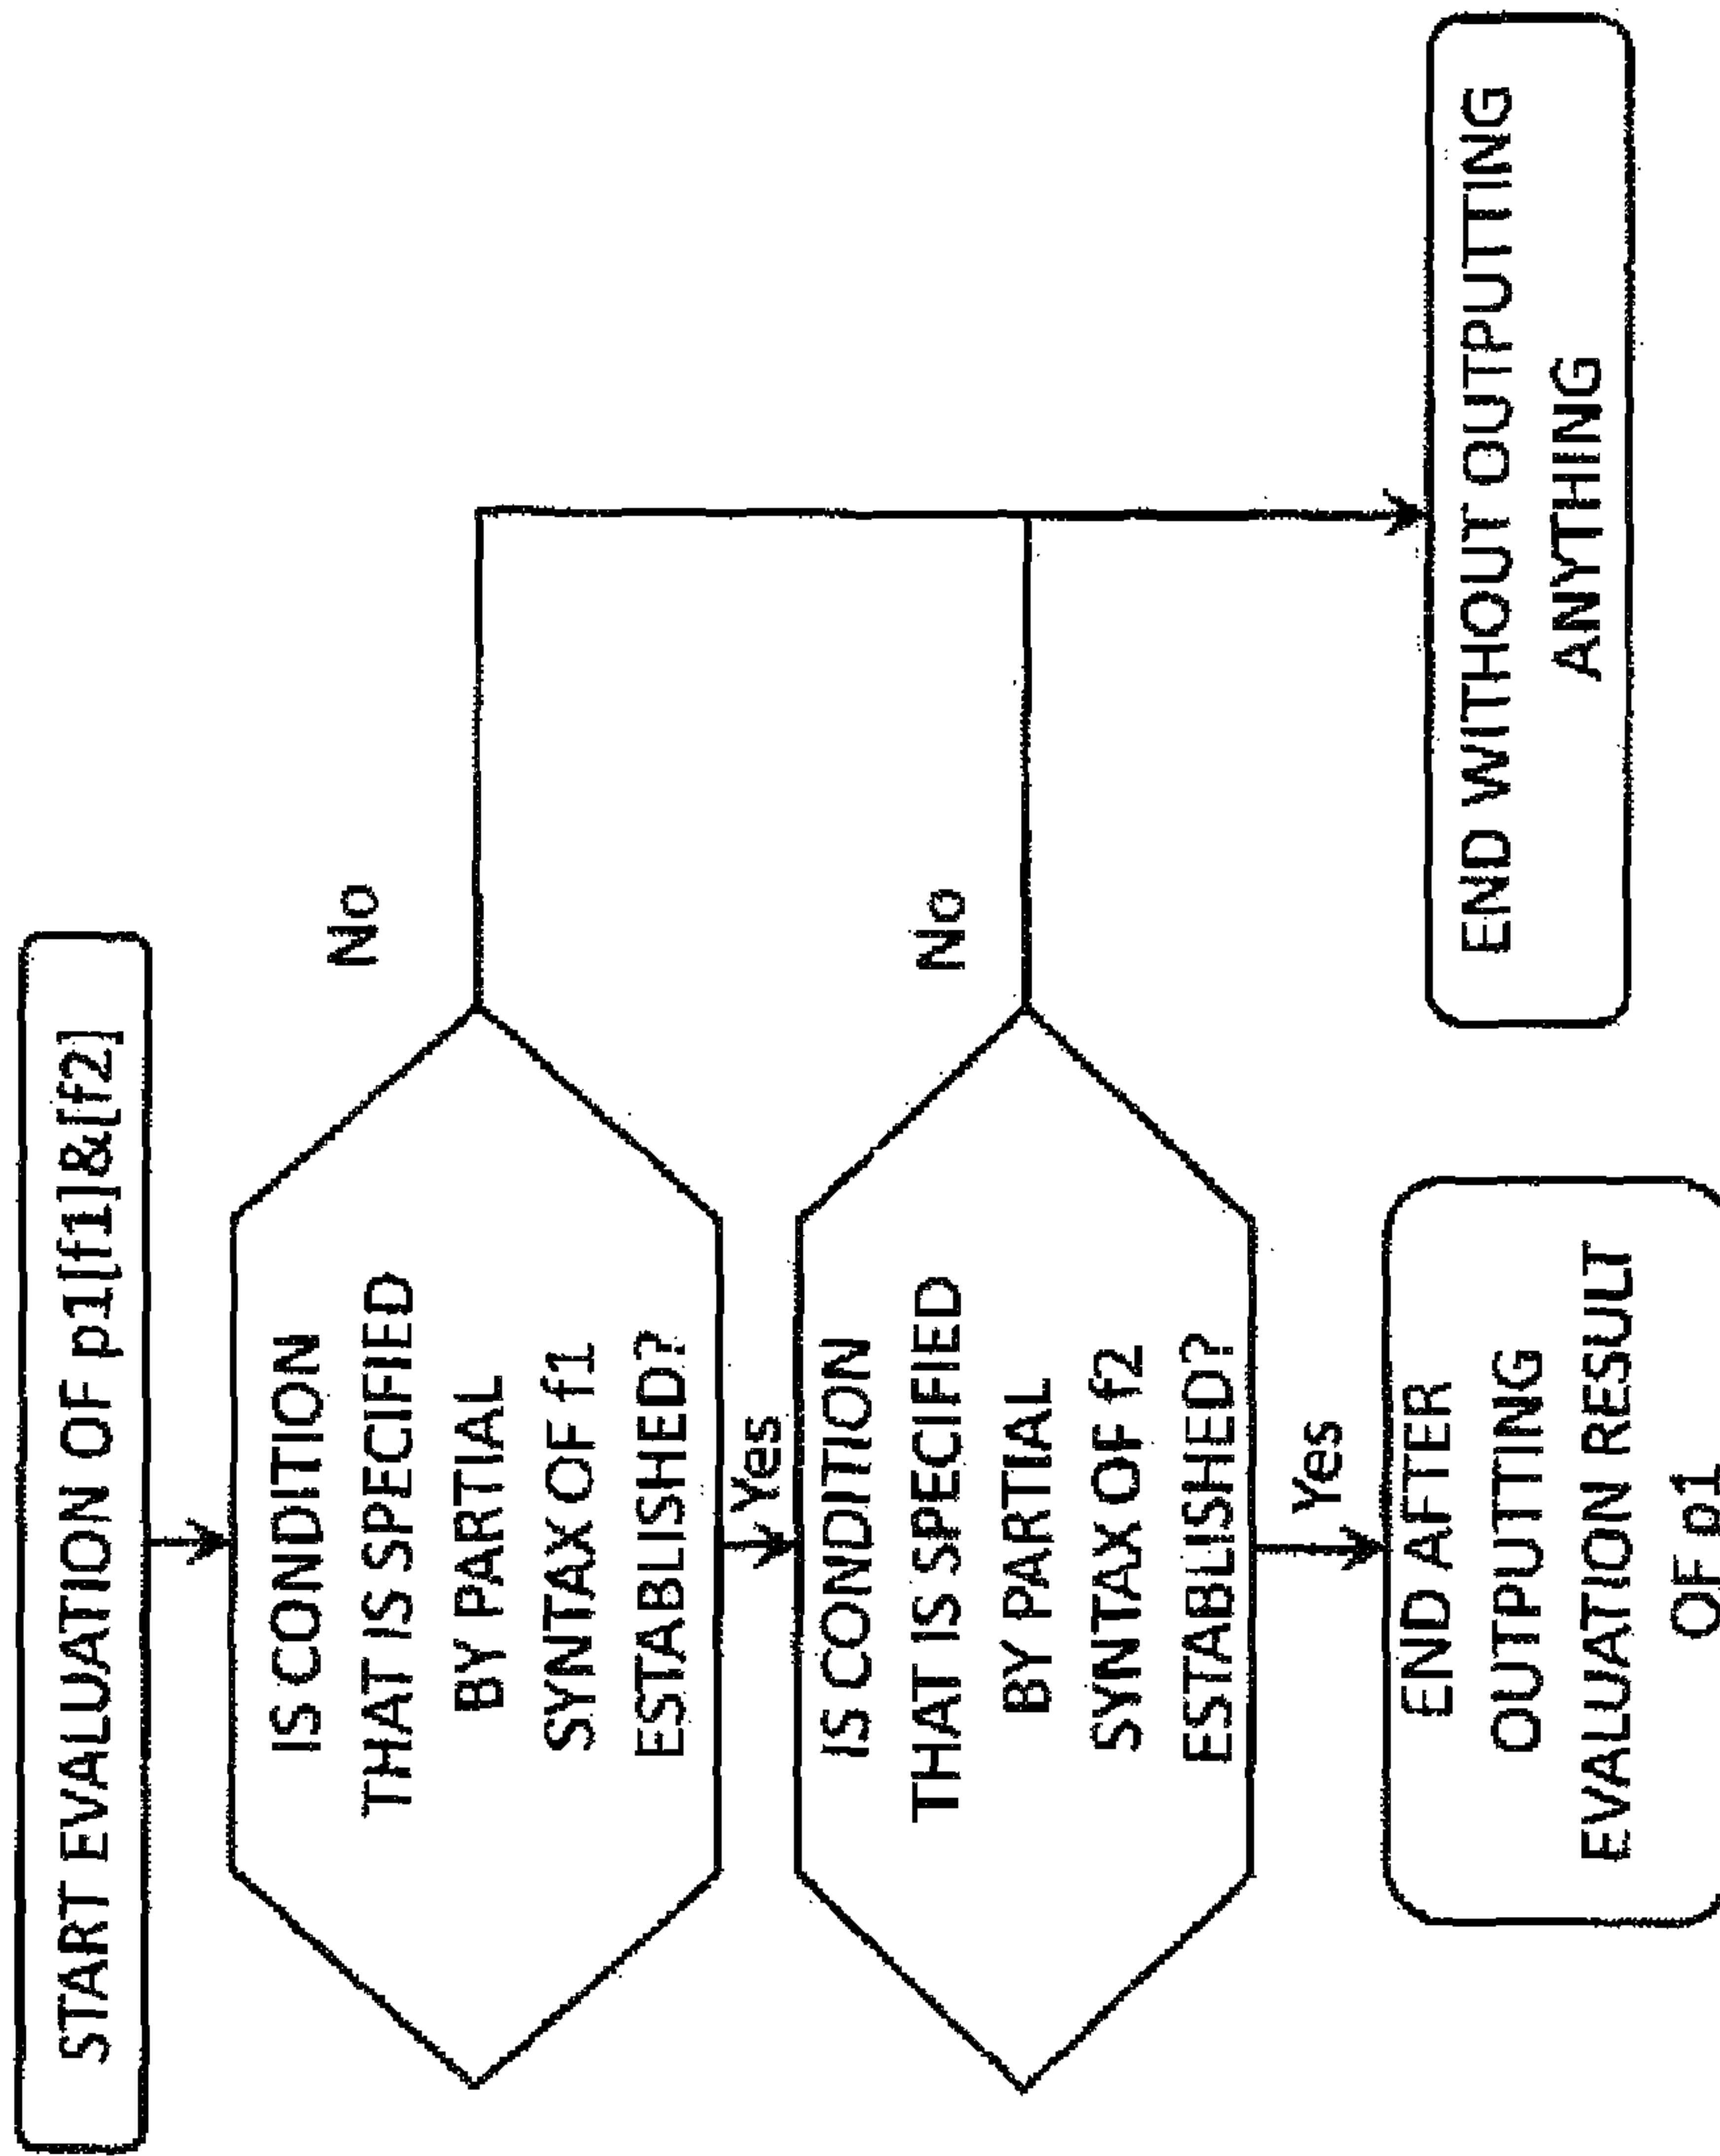 START EVALUATION OF p1[f1]&[f2]
IS CONDITION
THAT IS SPECIFIED
BY PARTIAL
SYNTAX OF f1
ESTABLISHED?
No
Yes
IS CONDITION
THAT IS SPECIFIED
BY PARTIAL
SYNTAX OF f2
ESTABLISHED?
No
Yes
END AFTER
OUTPUTTING
EVALUATION RESULT
OF p1
END WITHOUT OUTPUTTING
ANYTHING